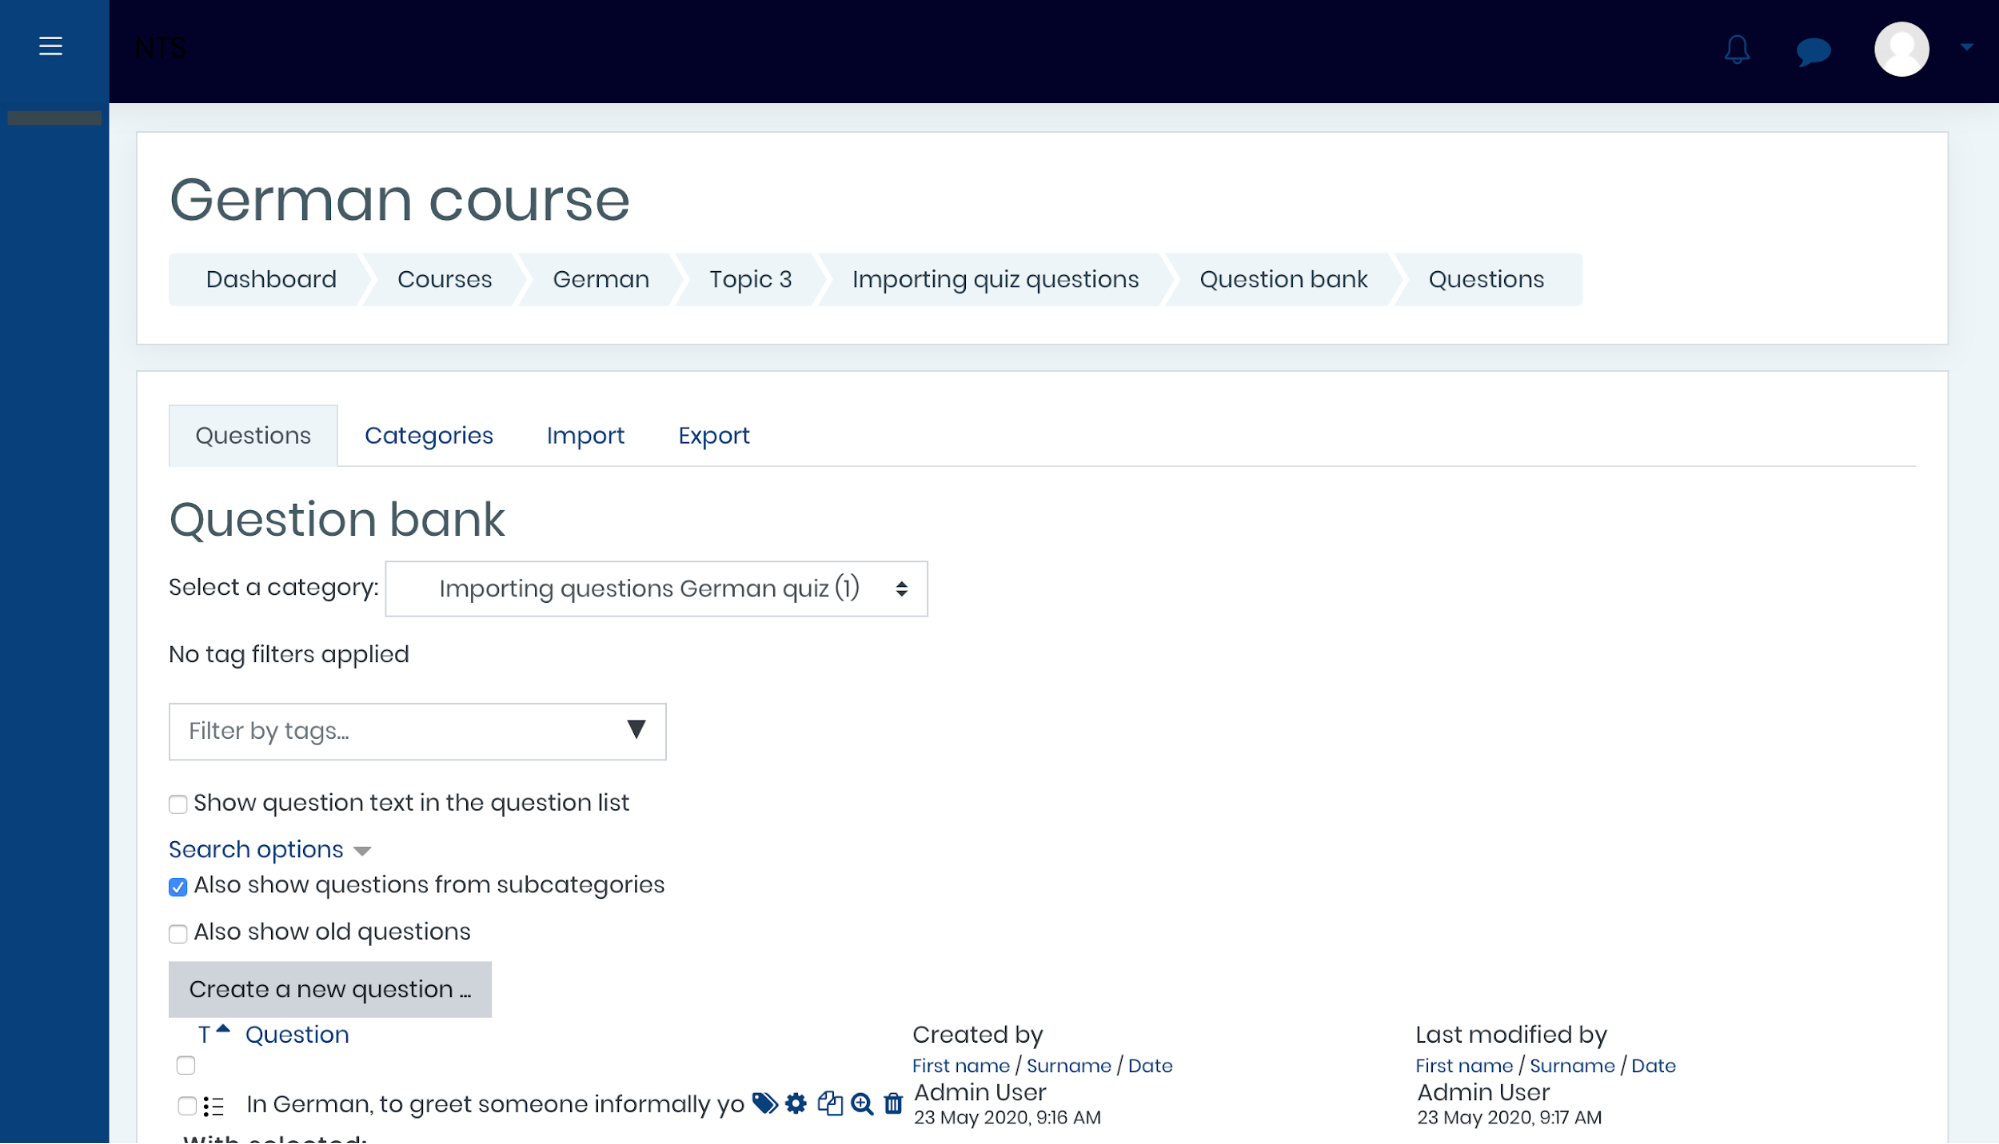 NTS
German course
Dashboard Courses German Topic 3 Importing quiz questions Question bank Questions
Questions Categories Import Export
Question bank
Select a category: Importing questions German quiz (1)
No tag filters applied
Filter by tags...
Show question text in the question list
Search options
Also show questions from subcategories
Also show old questions
Create a new question ...
T Question Created by Last modified by
First name / Surname / Date First name / Surname / Date
In German, to greet someone informally yo Admin User Admin User
23 May 2020, 9:16 AM 23 May 2020, 9:17 AM
With selected: